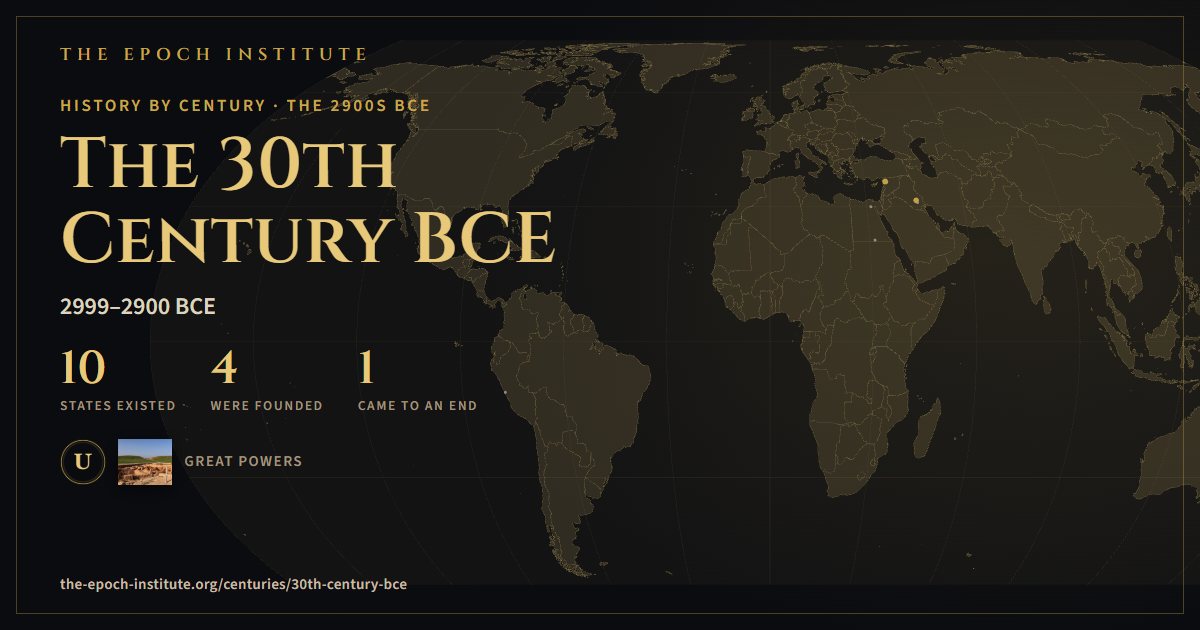 THE EPOCH INSTITUTE
HISTORY BY CENTURY · THE 2900S BCE
THE 30TH
CENTURY BCE
2999–2900 BCE
10 4 1
STATES EXISTED WERE FOUNDED CAME TO AN END
U GREAT POWERS
the-epoch-institute.org/centuries/30th-century-bce